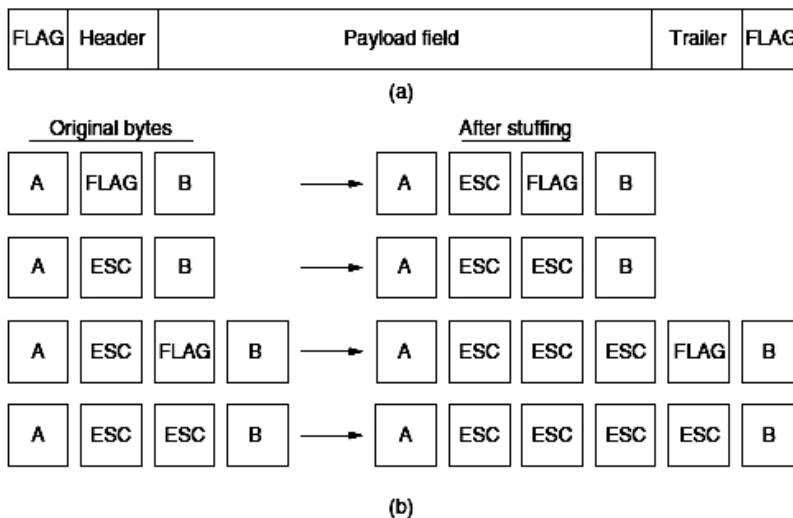 FLAG Header Payload field Trailer FLAG
(a)
Original bytes After stuffing
A FLAG B A ESC FLAG B
A ESC B A ESC ESC B
A ESC FLAG B A ESC ESC ESC FLAG B
A ESC ESC B A ESC ESC ESC ESC B
(b)